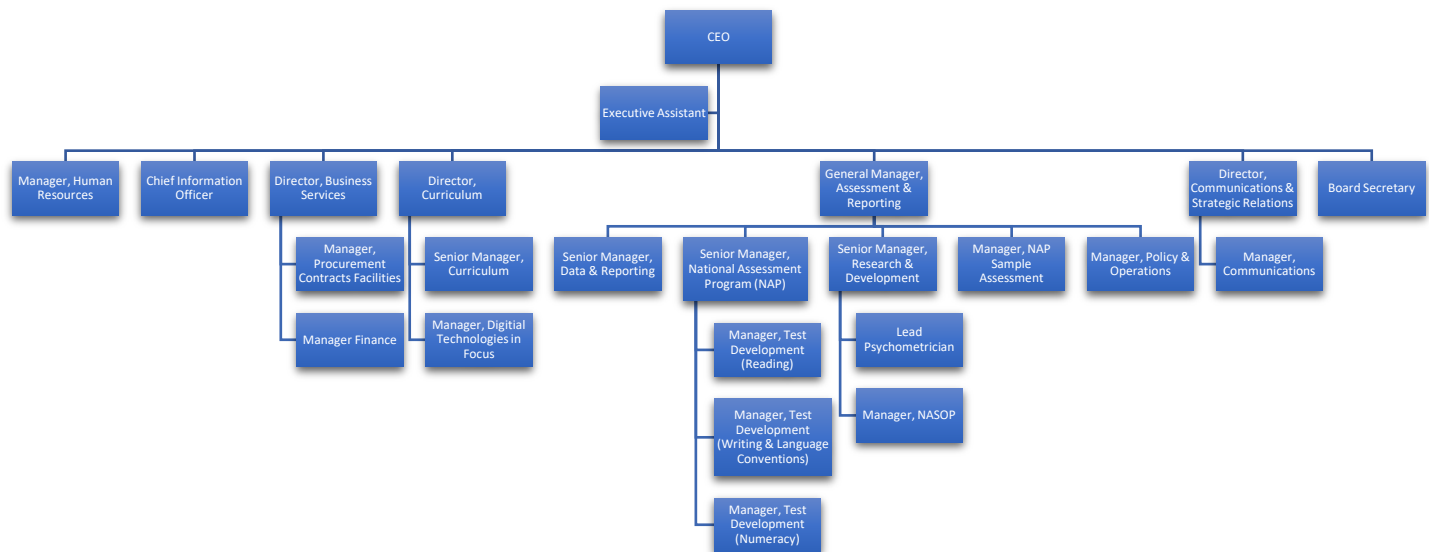 CEO
Executive Assistant
Manager, Human
Resources
Chief Information
Officer
Director, Business
Services
Director,
Curriculum
General Manager,
Assessment &
Reporting
Director,
Communications &
Strategic Relations
Board Secretary
Manager,
Procurement
Contracts Facilities
Senior Manager,
Curriculum
Senior Manager,
Data & Reporting
Senior Manager,
National Assessment
Program (NAP)
Senior Manager,
Research &
Development
Manager, NAP
Sample
Assessment
Manager, Policy &
Operations
Manager,
Communications
Manager Finance
Manager, Digitial
Technologies in
Focus
Manager, Test
Development
(Reading)
Lead
Psychometrician
Manager, Test
Development
(Writing & Language
Conventions)
Manager, NASOP
Manager, Test
Development
(Numeracy)